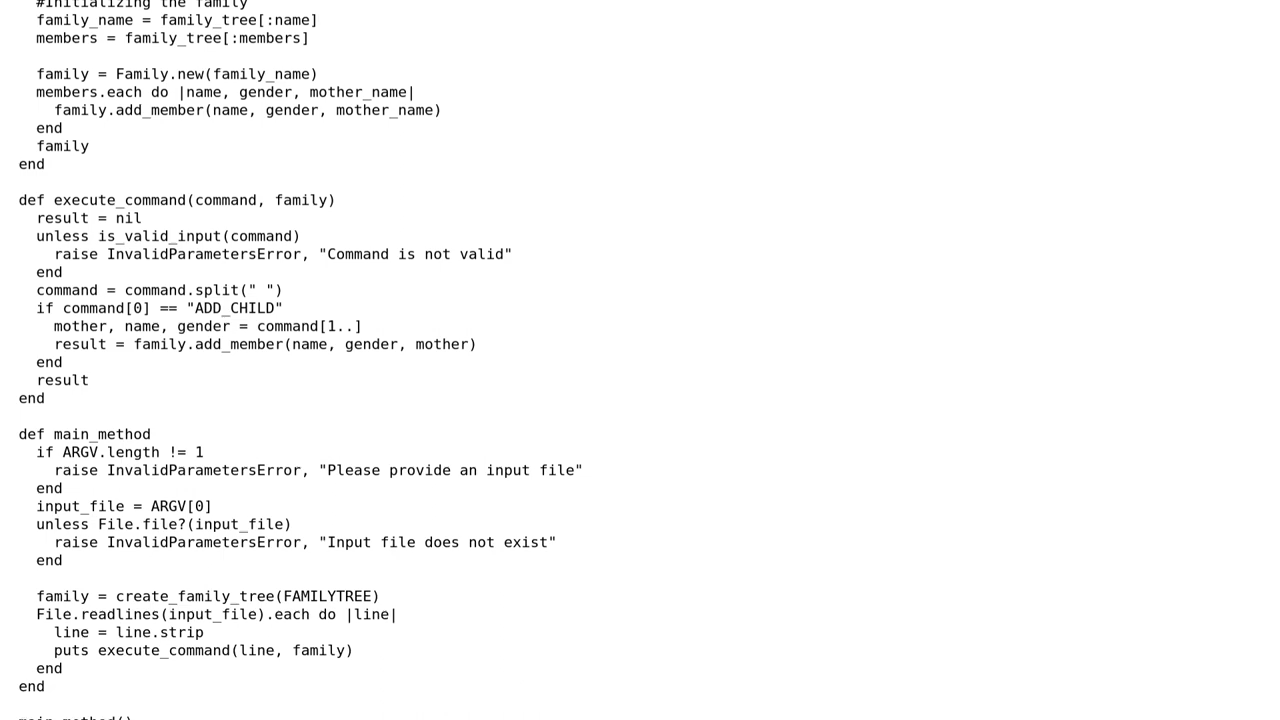 #Initializing the family
family_name = family_tree[:name]
members = family_tree[:members]
family = Family.new(family_name)
members.each do |name, gender, mother_name|
family.add_member(name, gender, mother_name)
end
family
end
def execute_command(command, family)
result = nil
unless is_valid_input(command)
raise InvalidParametersError, "Command is not valid"
end
command = command.split(" ")
if command[0] == "ADD_CHILD"
mother, name, gender = command[1..]
result = family.add_member(name, gender, mother)
end
result
end
def main_method
if ARGV.length != 1
raise InvalidParametersError, "Please provide an input file"
end
input_file = ARGV[0]
unless File.file?(input_file)
raise InvalidParametersError, "Input file does not exist"
end
family = create_family_tree(FAMILYTREE)
File.readlines(input_file).each do |line|
line = line.strip
puts execute_command(line, family)
end
end
main_method()